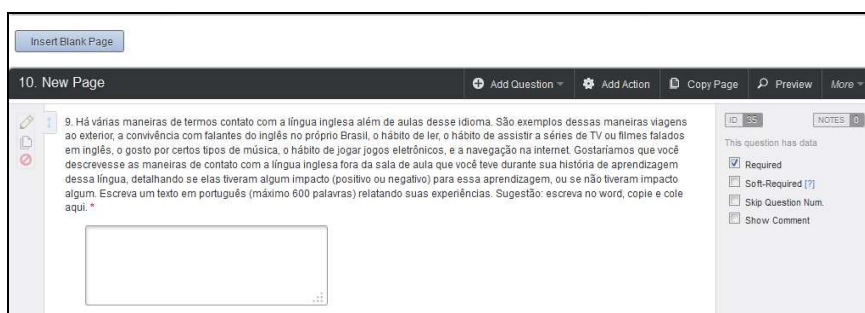 Insert Blank Page
10. New Page
Add Question
Add Action
Copy Page
Preview
More
9. Há várias maneiras de termos contato com a língua inglesa além de aulas desse idioma. São exemplos dessas maneiras viagens
ao exterior, a convivência com falantes do inglês no próprio Brasil, o hábito de ler, o hábito de assistir a séries de TV ou filmes falados
em inglês, o gosto por certos tipos de música, o hábito de jogar jogos eletrônicos, e a navegação na internet. Gostaríamos que você
descrevesse as maneiras de contato com a língua inglesa fora da sala de aula que você teve durante sua história de aprendizagem
dessa língua, detalhando se elas tiveram algum impacto (positivo ou negativo) para essa aprendizagem, ou se não tiveram impacto
algum. Escreva um texto em português (máximo 600 palavras) relatando suas experiências. Sugestão: escreva no word, copie e cole
aqui. *
ID 35
NOTES 0
This question has data
Required
Soft-Required [?]
Skip Question Num.
Show Comment